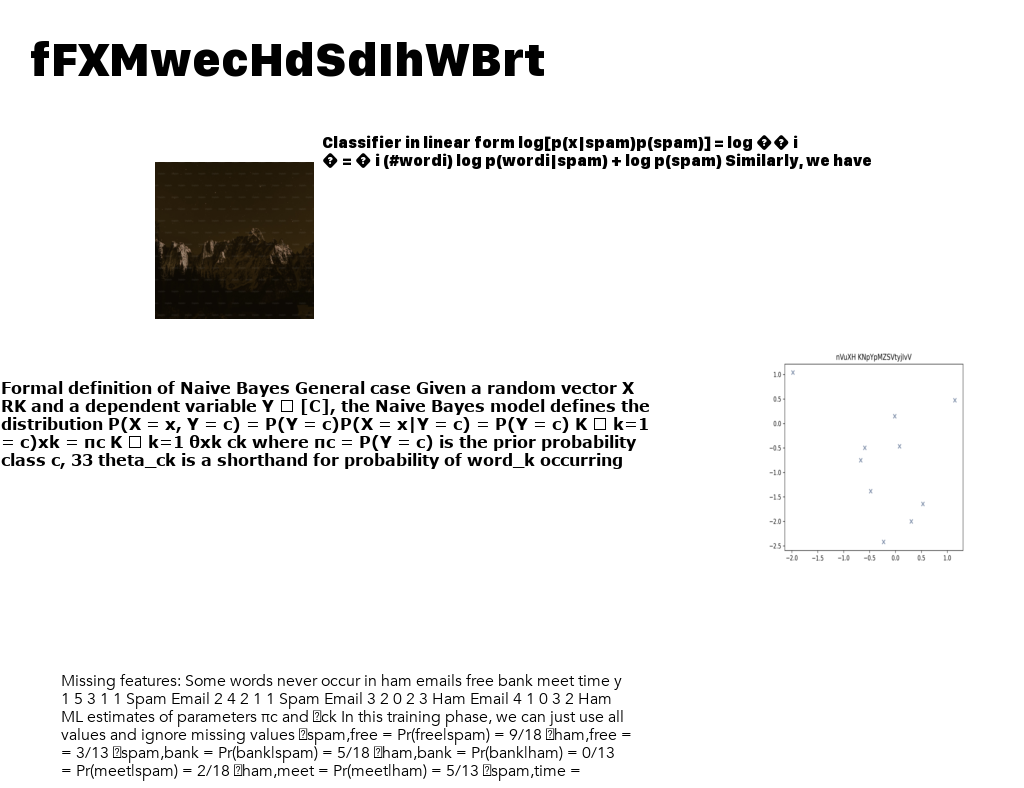 fFXMwecHdSdIhWBrt
Classifier in linear form log[p(x|spam)p(spam)] = log �� i
� = � i (#wordi) log p(wordi|spam) + log p(spam) Similarly, we have
Formal definition of Naive Bayes General case Given a random vector X
RK and a dependent variable Y □ [C], the Naive Bayes model defines the
distribution P(X = x, Y = c) = P(Y = c)P(X = x|Y = c) = P(Y = c) K □ k=1
= c)xk = πc K □ k=1 θxk ck where πc = P(Y = c) is the prior probability
class c, 33 theta_ck is a shorthand for probability of word_k occurring
nVuXH KNpYpMZSVtyjIvV
1.0
0.5
0.0
−0.5
−1.0
−1.5
−2.0
−2.5
−2.0 −1.5 −1.0 −0.5 0.0 0.5 1.0
Missing features: Some words never occur in ham emails free bank meet time y
1 5 3 1 1 Spam Email 2 4 2 1 1 Spam Email 3 2 0 2 3 Ham Email 4 1 0 3 2 Ham
ML estimates of parameters πc and �ck In this training phase, we can just use all
values and ignore missing values �spam,free = Pr(free|spam) = 9/18 �ham,free =
= 3/13 �spam,bank = Pr(bank|spam) = 5/18 �ham,bank = Pr(bank|ham) = 0/13
= Pr(meet|spam) = 2/18 �ham,meet = Pr(meet|ham) = 5/13 �spam,time =